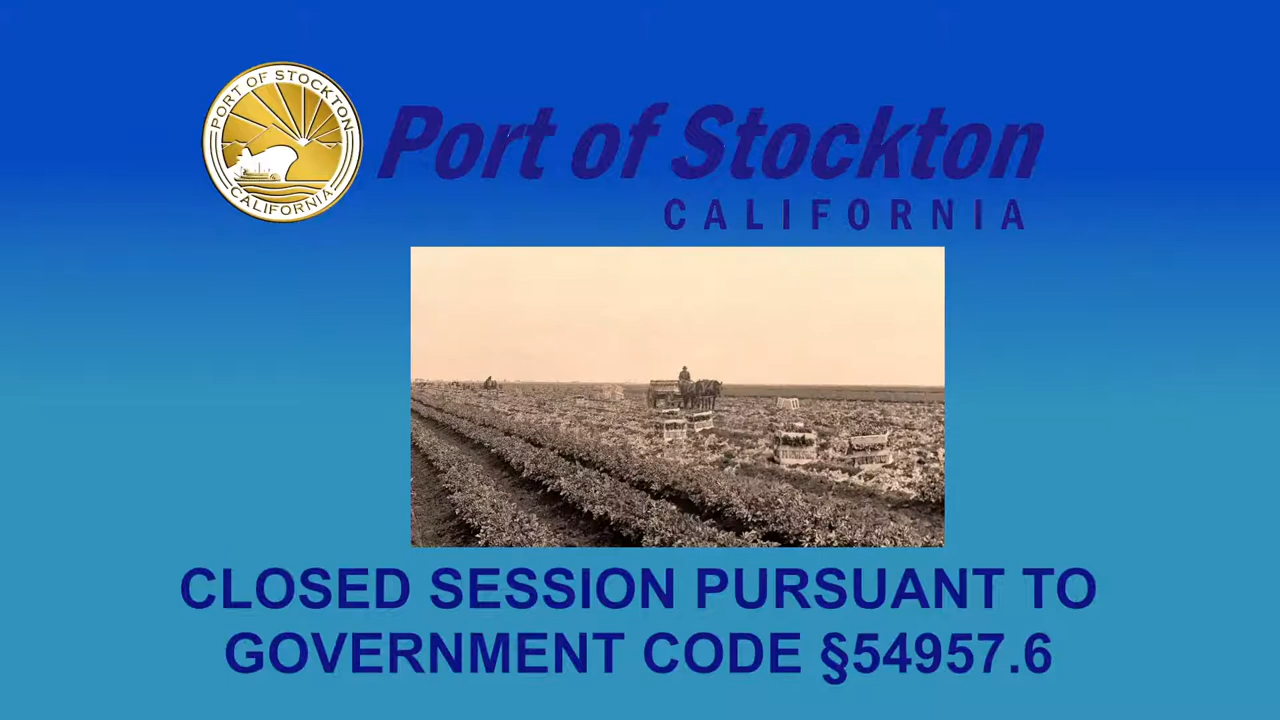 PORT OF STOCKTON
CALIFORNIA
Port of Stockton
CALIFORNIA
CLOSED SESSION PURSUANT TO
GOVERNMENT CODE §54957.6